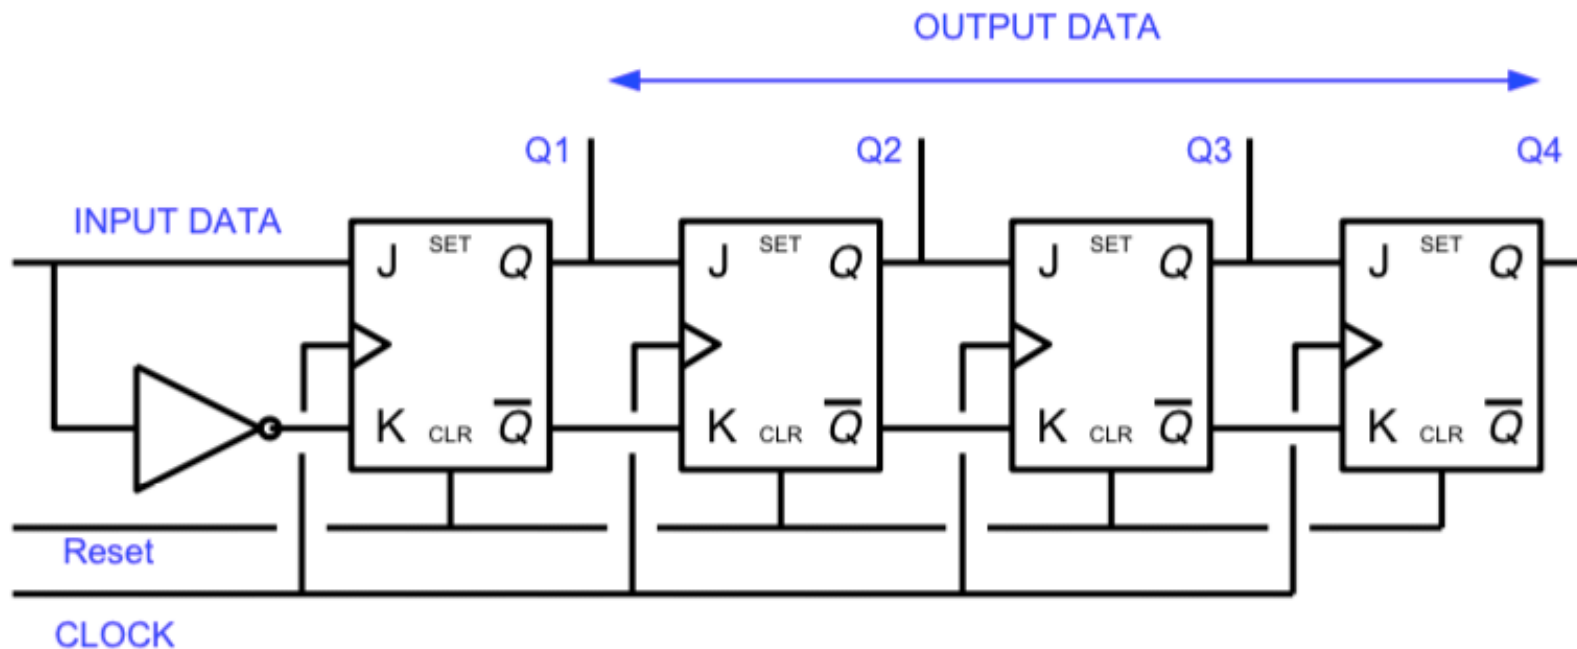 OUTPUT DATA
Q1 Q2 Q3 Q4
INPUT DATA
J SET Q J SET Q J SET Q J SET Q
K CLR Q̅ K CLR Q̅ K CLR Q̅ K CLR Q̅
Reset
CLOCK